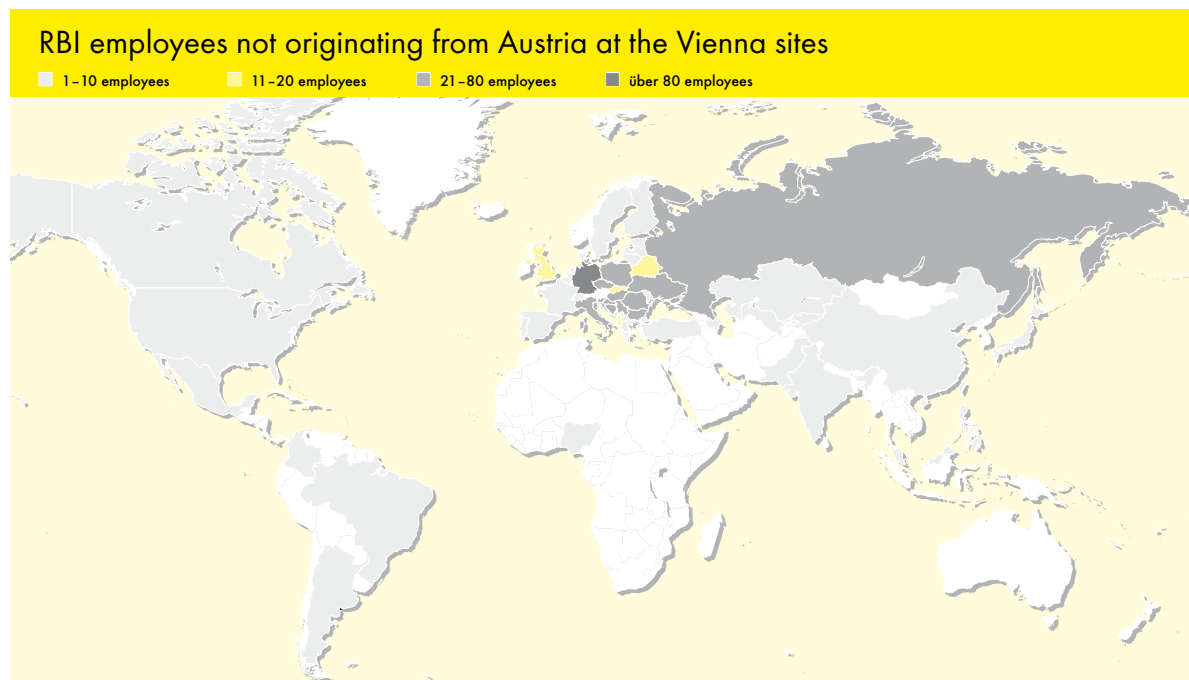 RBI employees not originating from Austria at the Vienna sites
1–10 employees
11–20 employees
21–80 employees
über 80 employees